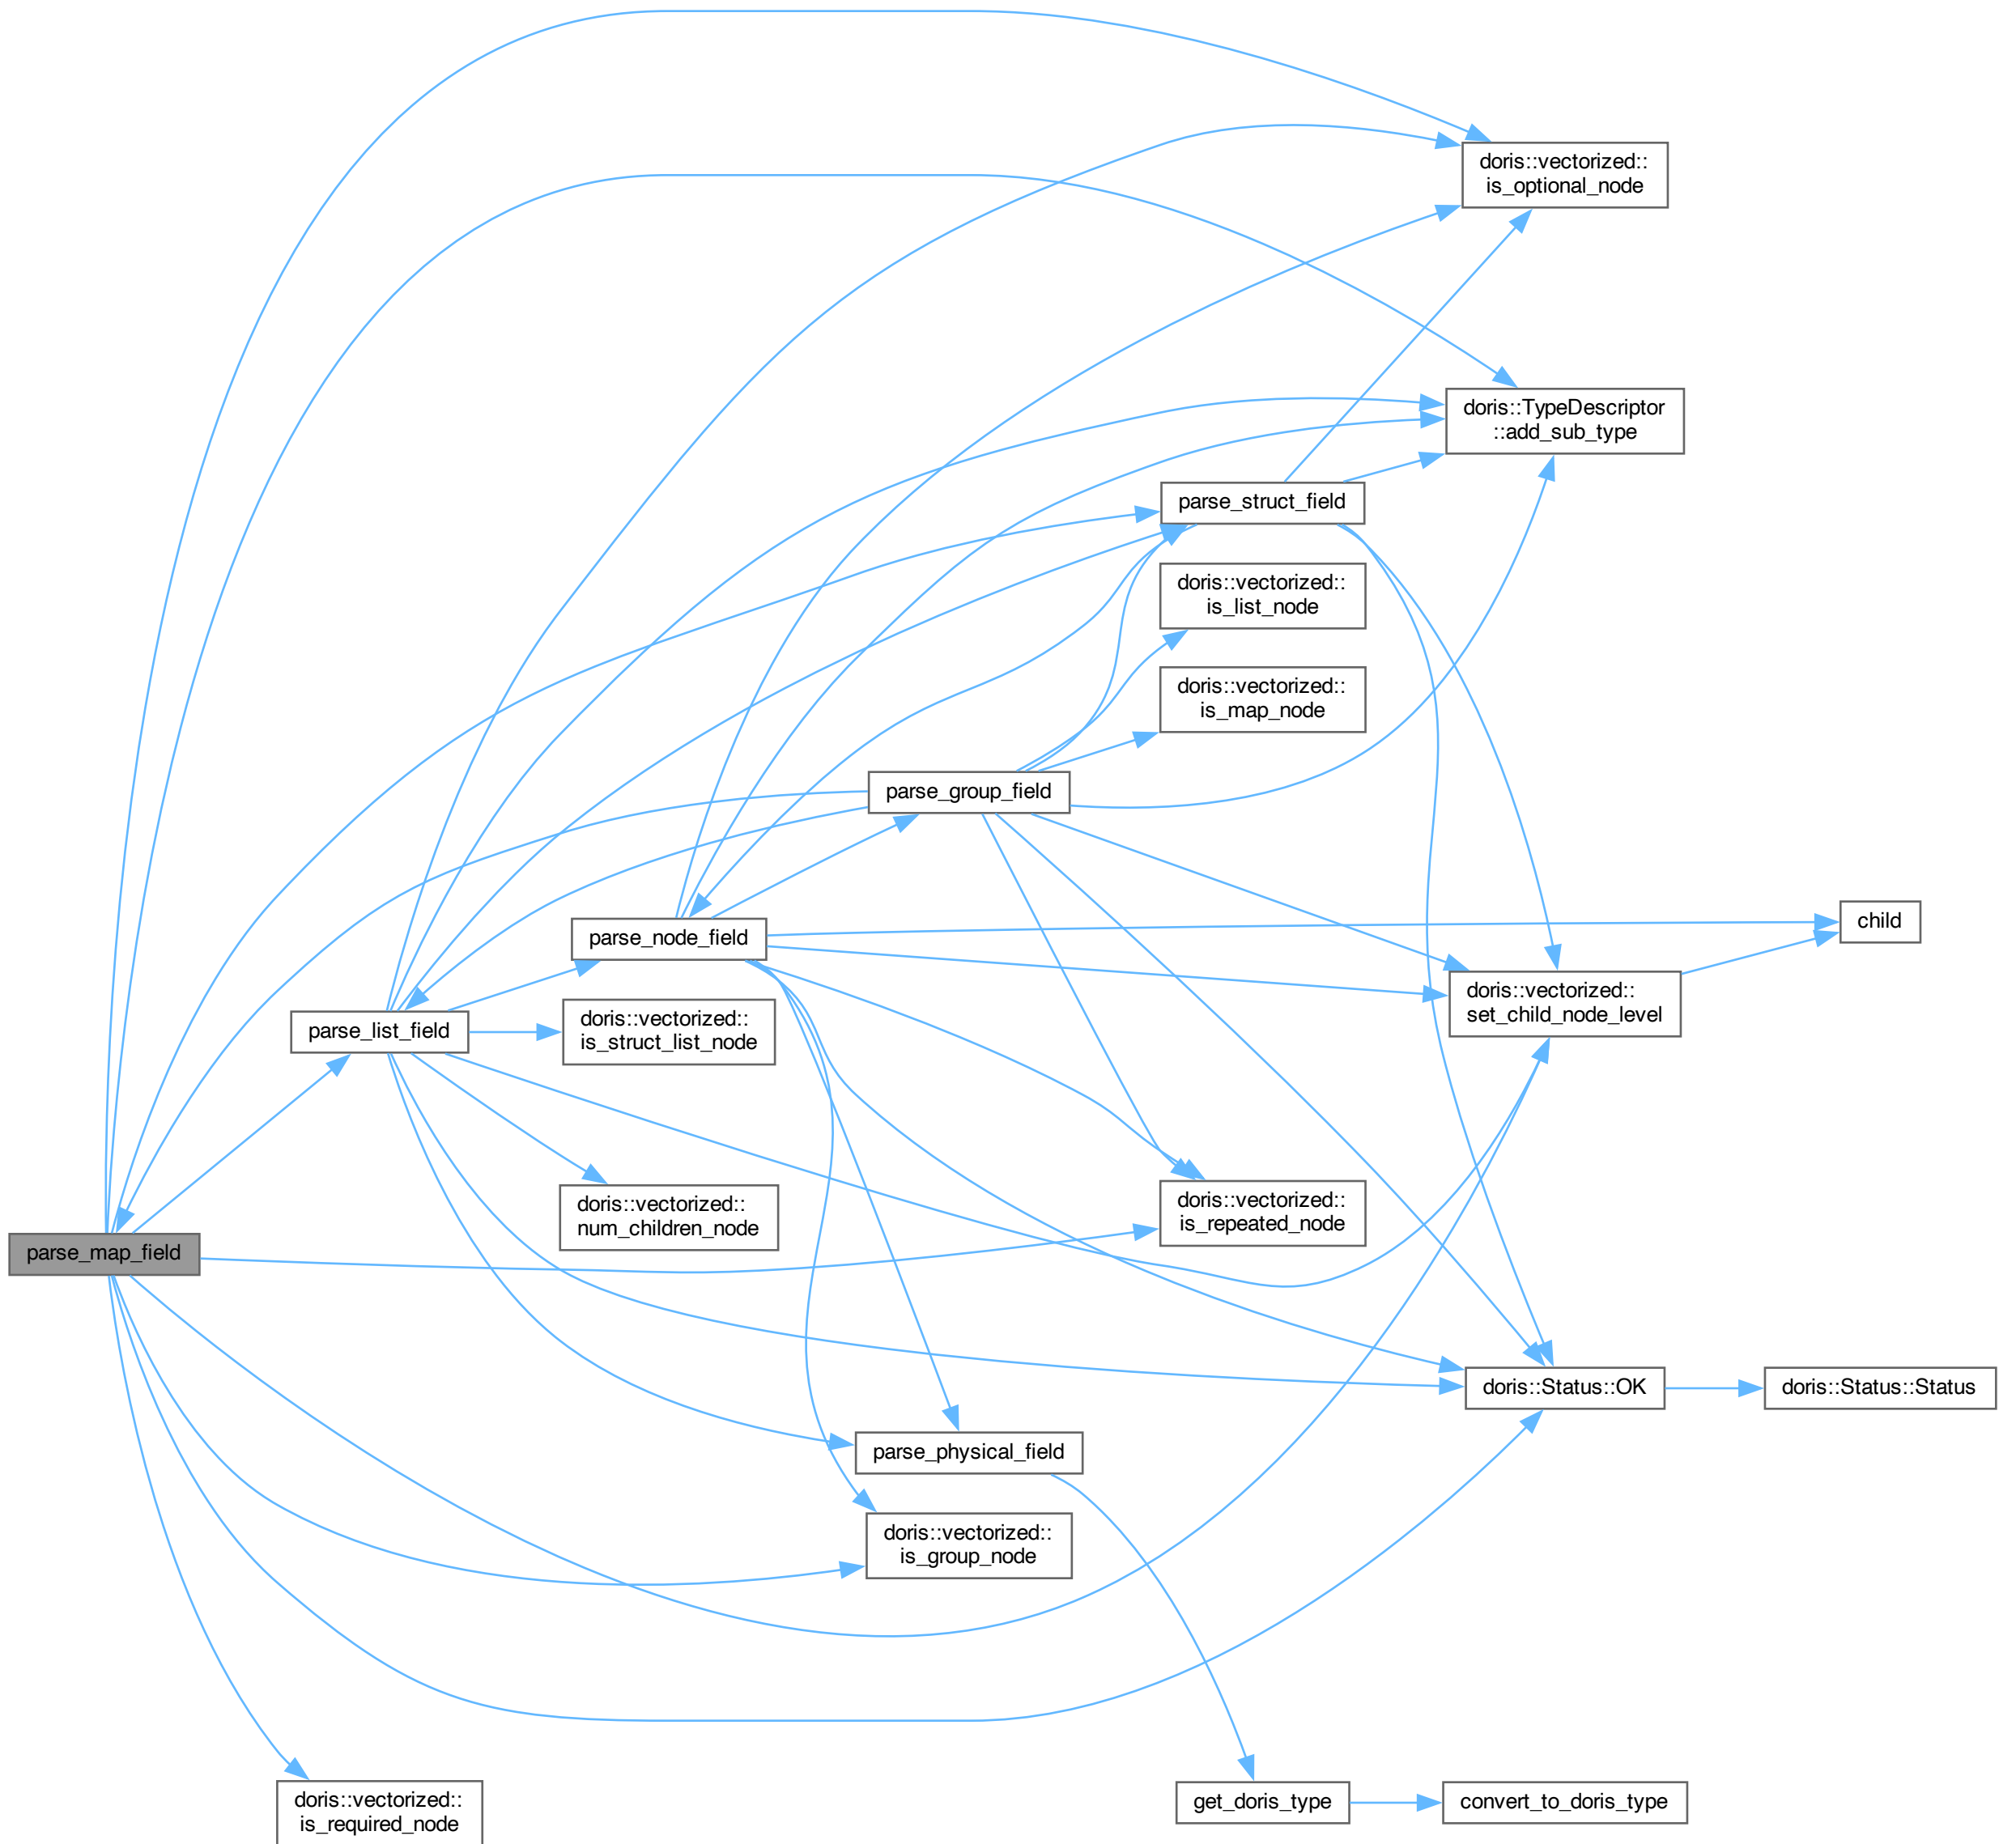 doris::vectorized::
is_optional_node
doris::TypeDescriptor
::add_sub_type
parse_struct_field
doris::vectorized::
is_list_node
doris::vectorized::
is_map_node
parse_group_field
child
parse_node_field
doris::vectorized::
set_child_node_level
parse_list_field
doris::vectorized::
is_struct_list_node
doris::vectorized::
num_children_node
doris::vectorized::
is_repeated_node
parse_map_field
doris::Status::OK
doris::Status::Status
parse_physical_field
doris::vectorized::
is_group_node
doris::vectorized::
is_required_node
get_doris_type
convert_to_doris_type